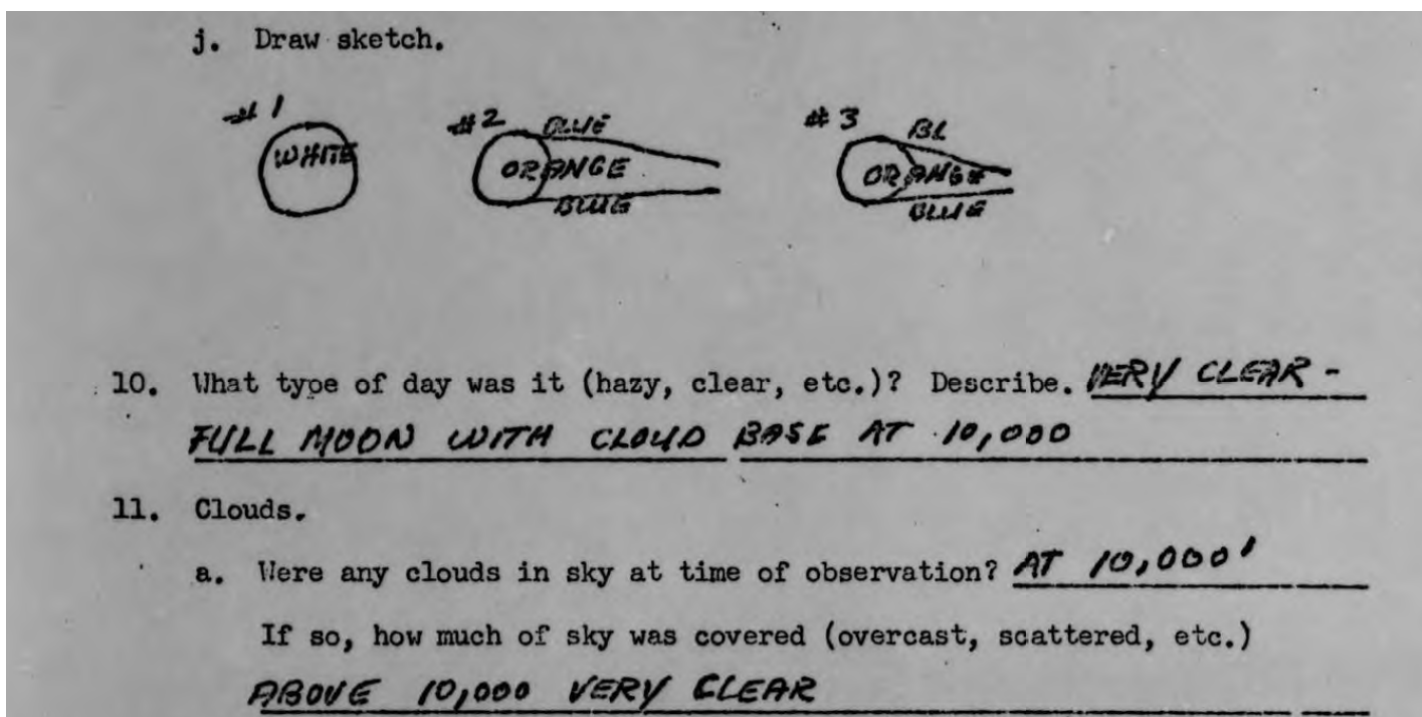 j. Draw sketch.
#1 #2 BLUE #3 BL
WHITE ORANGE ORANGE
BLUE BLUE
10. What type of day was it (hazy, clear, etc.)? Describe. VERY CLEAR -
FULL MOON WITH CLOUD BASE AT 10,000
11. Clouds.
a. Were any clouds in sky at time of observation? AT 10,000'
If so, how much of sky was covered (overcast, scattered, etc.)
ABOVE 10,000 VERY CLEAR